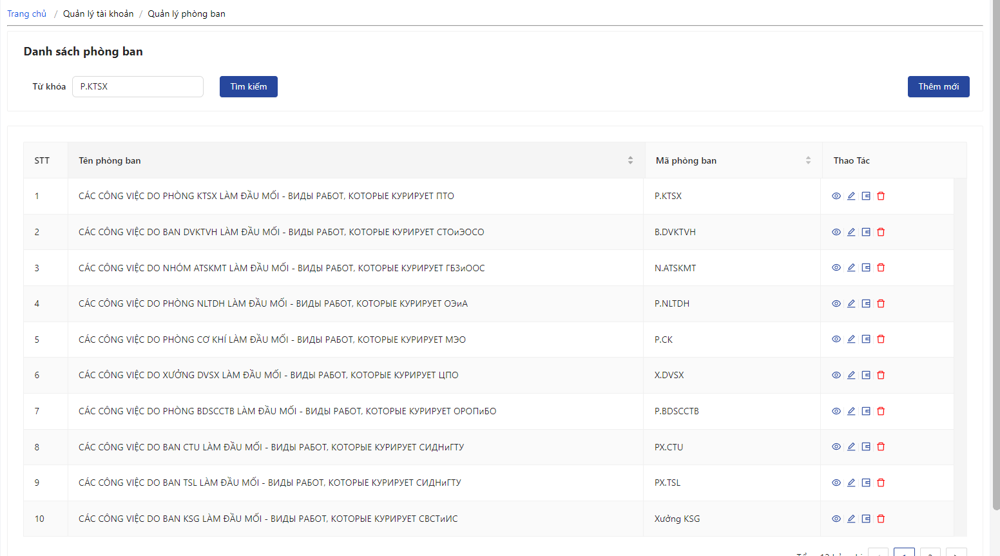 Trang chủ / Quản lý tài khoản / Quản lý phòng ban
Danh sách phòng ban
Từ khóa P.KTSX Tìm kiếm Thêm mới
STT Tên phòng ban Mã phòng ban Thao Tác
1 CÁC CÔNG VIỆC DO PHÒNG KTSX LÀM ĐẦU MỐI - ВИДЫ РАБОТ, КОТОРЫЕ КУРИРУЕТ ПТО P.KTSX
2 CÁC CÔNG VIỆC DO BAN DVKTVH LÀM ĐẦU MỐI - ВИДЫ РАБОТ, КОТОРЫЕ КУРИРУЕТ СТОиЭОСО B.DVKTVH
3 CÁC CÔNG VIỆC DO NHÓM ATSKMT LÀM ĐẦU MỐI - ВИДЫ РАБОТ, КОТОРЫЕ КУРИРУЕТ ГБЗиООС N.ATSKMT
4 CÁC CÔNG VIỆC DO PHÒNG NLTDH LÀM ĐẦU MỐI - ВИДЫ РАБОТ, КОТОРЫЕ КУРИРУЕТ ОЭиА P.NLTDH
5 CÁC CÔNG VIỆC DO PHÒNG CƠ KHÍ LÀM ĐẦU MỐI - ВИДЫ РАБОТ, КОТОРЫЕ КУРИРУЕТ МЭО P.CK
6 CÁC CÔNG VIỆC DO XƯỞNG DVSX LÀM ĐẦU MỐI - ВИДЫ РАБОТ, КОТОРЫЕ КУРИРУЕТ ЦПО X.DVSX
7 CÁC CÔNG VIỆC DO PHÒNG BDSCCTB LÀM ĐẦU MỐI - ВИДЫ РАБОТ, КОТОРЫЕ КУРИРУЕТ ОРОПиБО P.BDSCCTB
8 CÁC CÔNG VIỆC DO BAN CTU LÀM ĐẦU MỐI - ВИДЫ РАБОТ, КОТОРЫЕ КУРИРУЕТ СИДНиГТУ PX.CTU
9 CÁC CÔNG VIỆC DO BAN TSL LÀM ĐẦU MỐI - ВИДЫ РАБОТ, КОТОРЫЕ КУРИРУЕТ СИДНиГТУ PX.TSL
10 CÁC CÔNG VIỆC DO BAN KSG LÀM ĐẦU MỐI - ВИДЫ РАБОТ, КОТОРЫЕ КУРИРУЕТ СВСТиИС Xưởng KSG